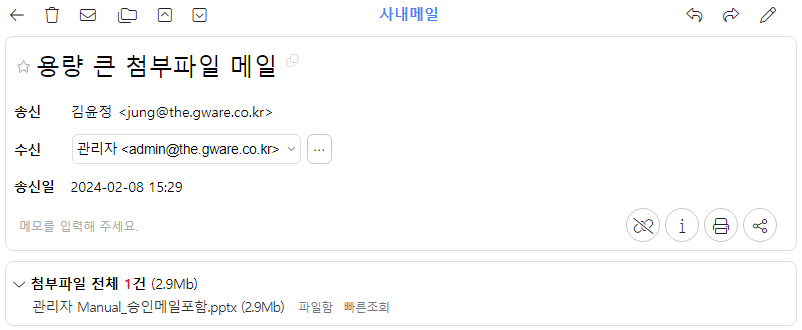 사내메일
용량 큰 첨부파일 메일
송신 김윤정 <jung@the.gware.co.kr>
수신 관리자 <admin@the.gware.co.kr> ...
송신일 2024-02-08 15:29
메모를 입력해 주세요.
첨부파일 전체 1건 (2.9Mb)
관리자 Manual_승인메일포함.pptx (2.9Mb) 파일함 빠른조회